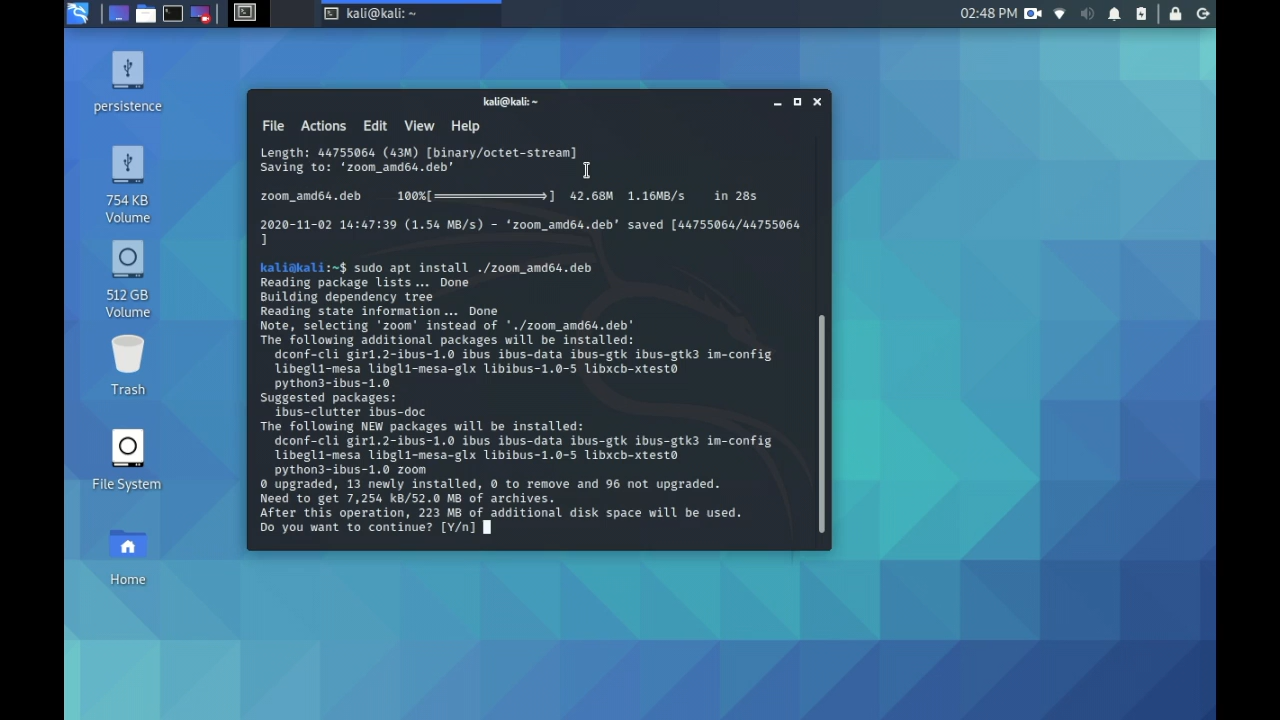 kali@kali: ~
02:48 PM
persistence
754 KB
Volume
512 GB
Volume
Trash
File System
Home
kali@kali: ~
File Actions Edit View Help
Length: 44755064 (43M) [binary/octet-stream]
Saving to: ‘zoom_amd64.deb’
zoom_amd64.deb 100%[===================>] 42.68M 1.16MB/s in 28s
2020-11-02 14:47:39 (1.54 MB/s) - ‘zoom_amd64.deb’ saved [44755064/44755064
]
kali@kali:~$ sudo apt install ./zoom_amd64.deb
Reading package lists... Done
Building dependency tree
Reading state information... Done
Note, selecting 'zoom' instead of './zoom_amd64.deb'
The following additional packages will be installed:
dconf-cli gir1.2-ibus-1.0 ibus ibus-data ibus-gtk ibus-gtk3 im-config
libegl1-mesa libgl1-mesa-glx libibus-1.0-5 libxcb-xtest0
python3-ibus-1.0
Suggested packages:
ibus-clutter ibus-doc
The following NEW packages will be installed:
dconf-cli gir1.2-ibus-1.0 ibus ibus-data ibus-gtk ibus-gtk3 im-config
libegl1-mesa libgl1-mesa-glx libibus-1.0-5 libxcb-xtest0
python3-ibus-1.0 zoom
0 upgraded, 13 newly installed, 0 to remove and 96 not upgraded.
Need to get 7,254 kB/52.0 MB of archives.
After this operation, 223 MB of additional disk space will be used.
Do you want to continue? [Y/n]